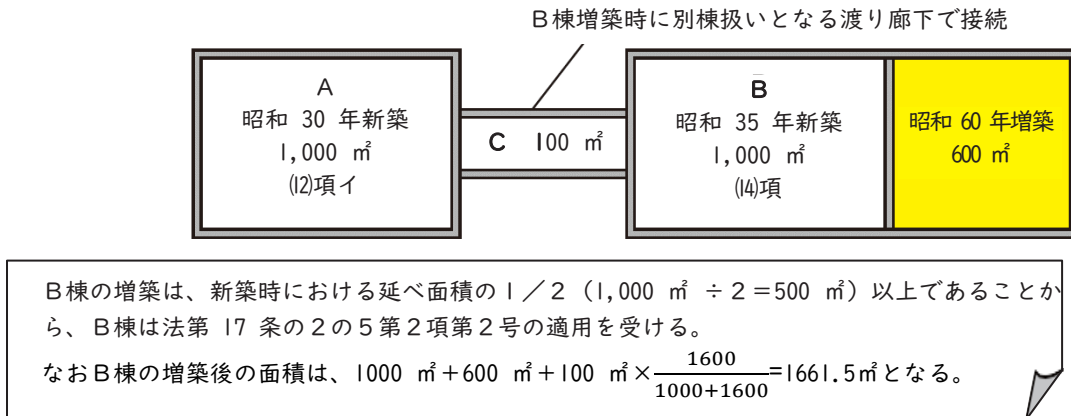 B棟増築時に別棟扱いとなる渡り廊下で接続
A
昭和 30 年新築
1,000 ㎡
⑿項イ
C 100 ㎡
B
昭和 35 年新築
1,000 ㎡
⒁項
昭和 60 年増築
600 ㎡
B棟の増築は、新築時における延べ面積の1/2(1,000 ㎡ ÷2=500 ㎡)以上であることか
ら、B棟は法第 17 条の2の5第2項第2号の適用を受ける。
なおB棟の増築後の面積は、1000 ㎡+600 ㎡+100 ㎡×1600/1000+1600=1661.5㎡となる。